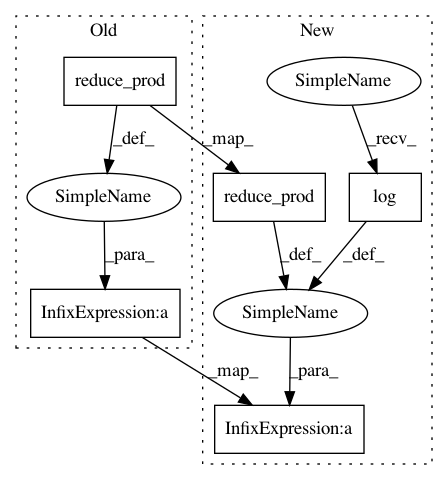 Old
New
reduce_prod
SimpleName
_def_
_map_
_recv_
SimpleName
reduce_prod
log
_para_
_def_
_def_
InfixExpression:a
SimpleName
_map_
_para_
InfixExpression:a